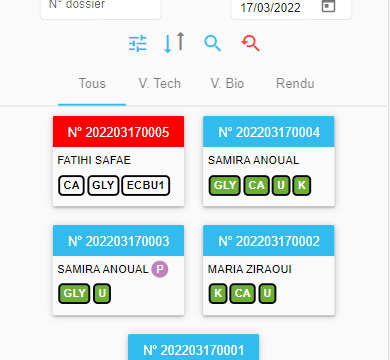 N° dossier
17/03/2022
Tous V. Tech V. Bio Rendu
N° 202203170005
FATIHI SAFAE
CA GLY ECBU1
N° 202203170004
SAMIRA ANOUAL
GLY CA U K
N° 202203170003
SAMIRA ANOUAL P
GLY U
N° 202203170002
MARIA ZIRAOUI
K CA U
N° 202203170001